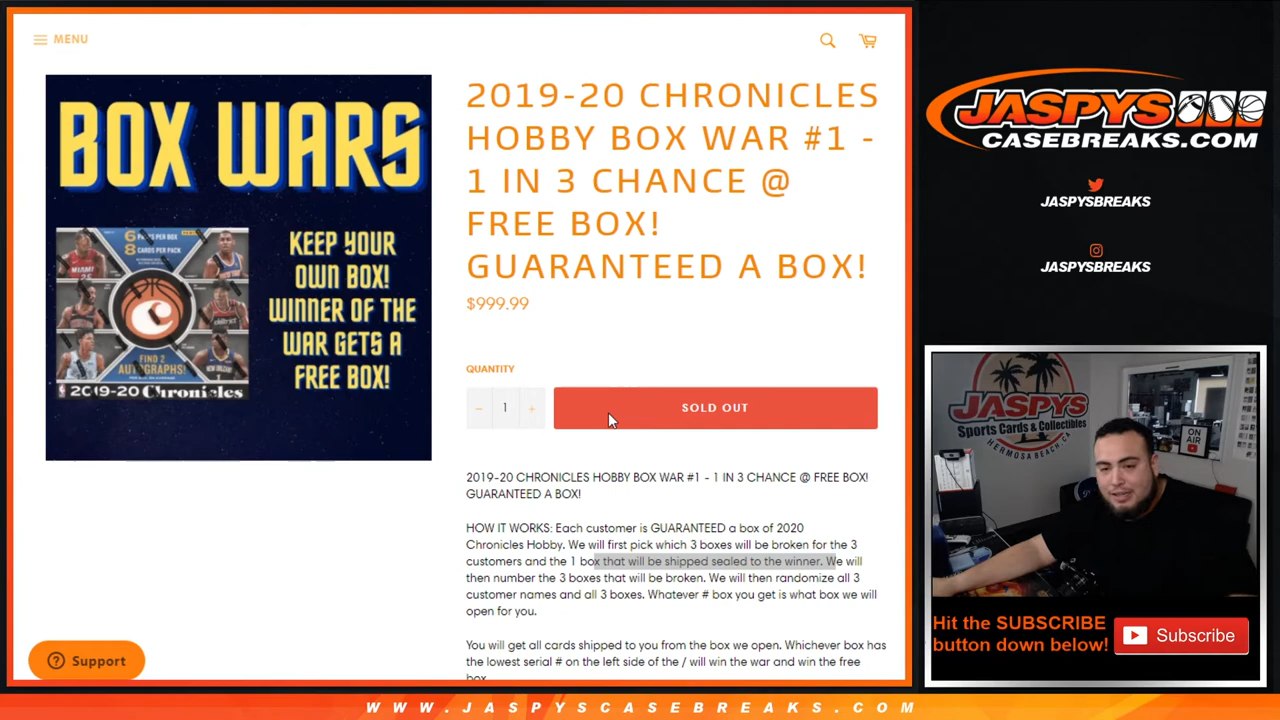 MENU
BOX WARS
6 PACKS PER BOX
8 CARDS PER PACK
MIAMI
FIND 2
AUTOGRAPHS!
2019-20 Chronicles
KEEP YOUR
OWN BOX!
WINNER OF THE
WAR GETS A
FREE BOX!
2019-20 CHRONICLES
HOBBY BOX WAR #1 -
1 IN 3 CHANCE @
FREE BOX!
GUARANTEED A BOX!
$999.99
QUANTITY
− 1 +
SOLD OUT
2019-20 CHRONICLES HOBBY BOX WAR #1 - 1 IN 3 CHANCE @ FREE BOX!
GUARANTEED A BOX!
HOW IT WORKS: Each customer is GUARANTEED a box of 2020
Chronicles Hobby. We will first pick which 3 boxes will be broken for the 3
customers and the 1 box that will be shipped sealed to the winner. We will
then number the 3 boxes that will be broken. We will then randomize all 3
customer names and all 3 boxes. Whatever # box you get is what box we will
open for you.
You will get all cards shipped to you from the box we open. Whichever box has
the lowest serial # on the left side of the / will win the war and win the free
box
Support
JASPYS
CASEBREAKS.COM
JASPYSBREAKS
JASPYSBREAKS
JASPYS
Sports Cards & Collectibles
HERMOSA BEACH, CA
ON
AIR
Hit the SUBSCRIBE
button down below!
Subscribe
WWW.JASPYSCASEBREAKS.COM